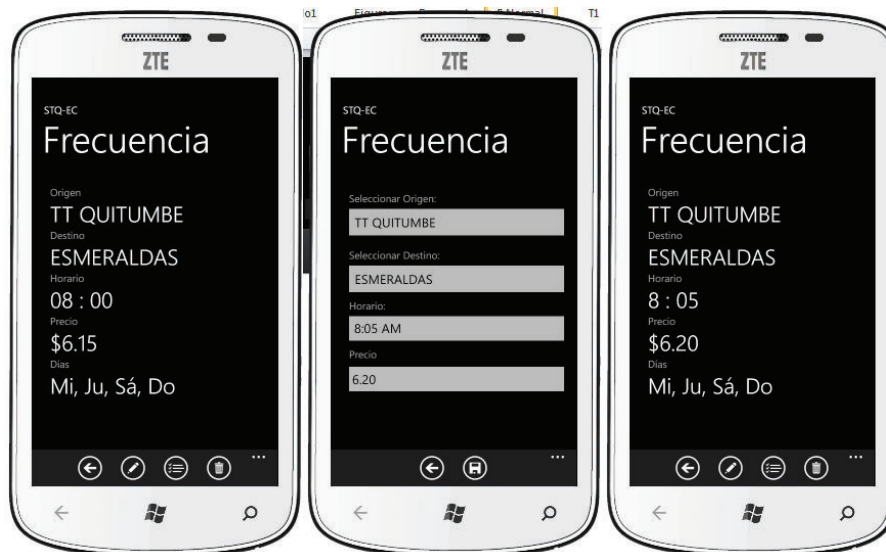 ZTE
STQ-EC
Frecuencia
Origen
TT QUITUMBE
Destino
ESMERALDAS
Horario
08 : 00
Precio
$6.15
Días
Mi, Ju, Sá, Do
ZTE
STQ-EC
Frecuencia
Seleccionar Origen:
TT QUITUMBE
Seleccionar Destino:
ESMERALDAS
Horario:
8:05 AM
Precio
6.20
T1
ZTE
STQ-EC
Frecuencia
Origen
TT QUITUMBE
Destino
ESMERALDAS
Horario
8 : 05
Precio
$6.20
Días
Mi, Ju, Sá, Do